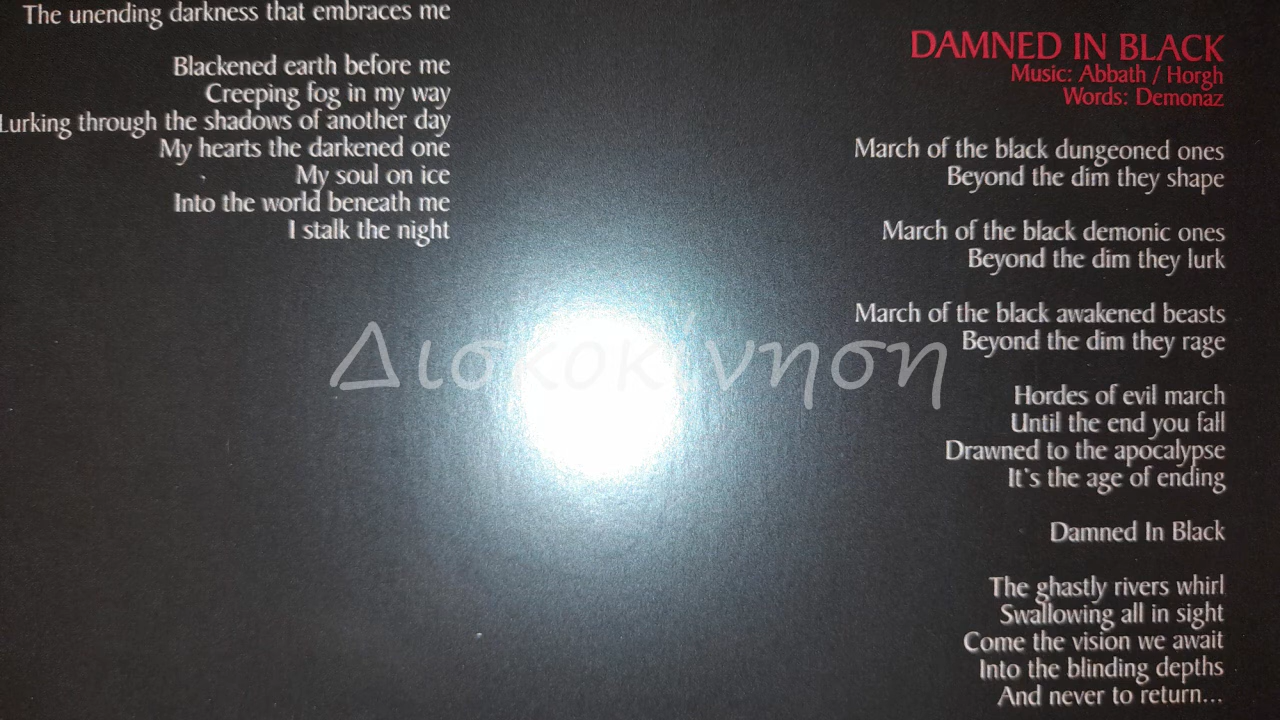 The unending darkness that embraces me
Blackened earth before me
Creeping fog in my way
Lurking through the shadows of another day
My hearts the darkened one
My soul on ice
Into the world beneath me
I stalk the night
DAMNED IN BLACK
Music: Abbath / Horgh
Words: Demonaz
March of the black dungeoned ones
Beyond the dim they shape
March of the black demonic ones
Beyond the dim they lurk
March of the black awakened beasts
Beyond the dim they rage
Hordes of evil march
Until the end you fall
Drawned to the apocalypse
It's the age of ending
Damned In Black
The ghastly rivers whirl
Swallowing all in sight
Come the vision we await
Into the blinding depths
And never to return...
Δισκοκίνηση